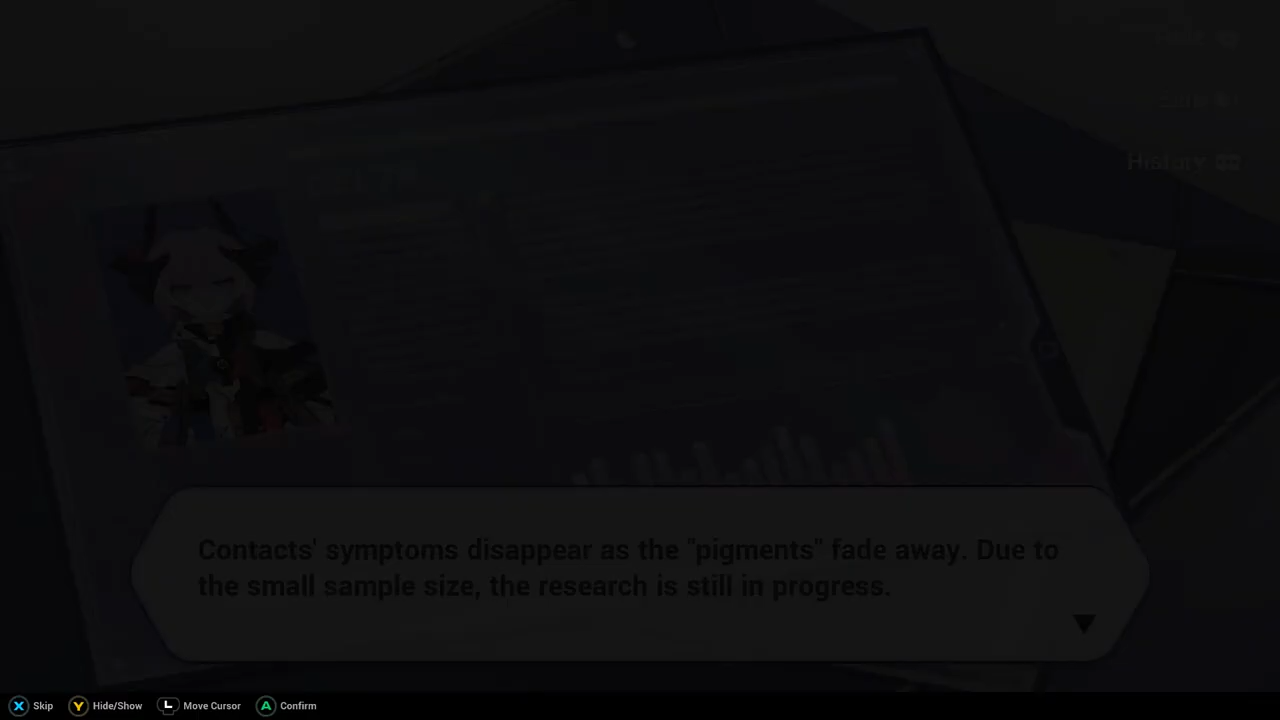 History
Contacts' symptoms disappear as the "pigments" fade away. Due to
the small sample size, the research is still in progress.
X Skip Y Hide/Show L Move Cursor A Confirm